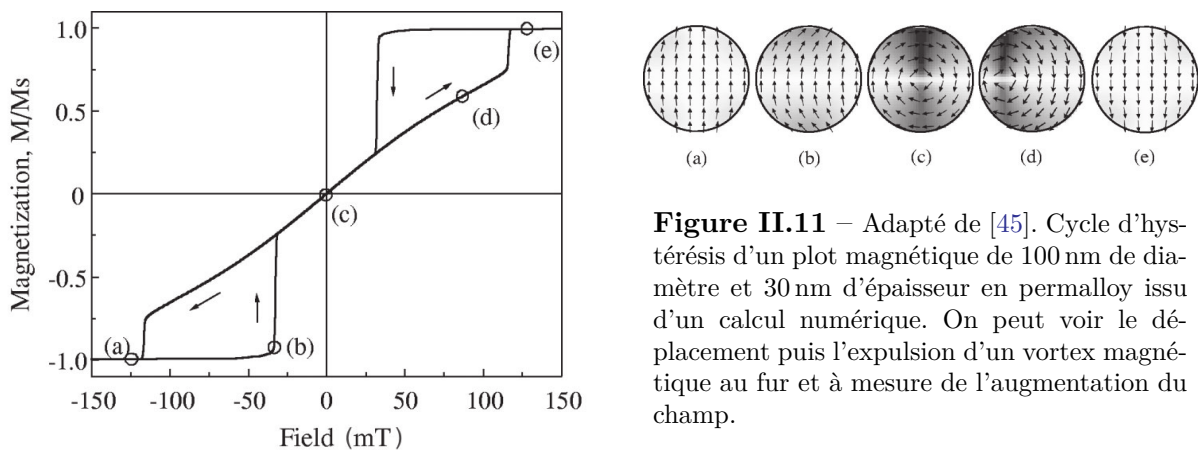 Magnetization, M/Ms
1.0
0.5
0
-0.5
-1.0
(e)
(d)
(c)
(a)
(b)
-150 -100 -50 0 50 100 150
Field (mT)
(a) (b) (c) (d) (e)
Figure II.11 – Adapté de [45]. Cycle d'hys-
térésis d'un plot magnétique de 100 nm de dia-
mètre et 30 nm d'épaisseur en permalloy issu
d'un calcul numérique. On peut voir le dé-
placement puis l'expulsion d'un vortex magné-
tique au fur et à mesure de l'augmentation du
champ.